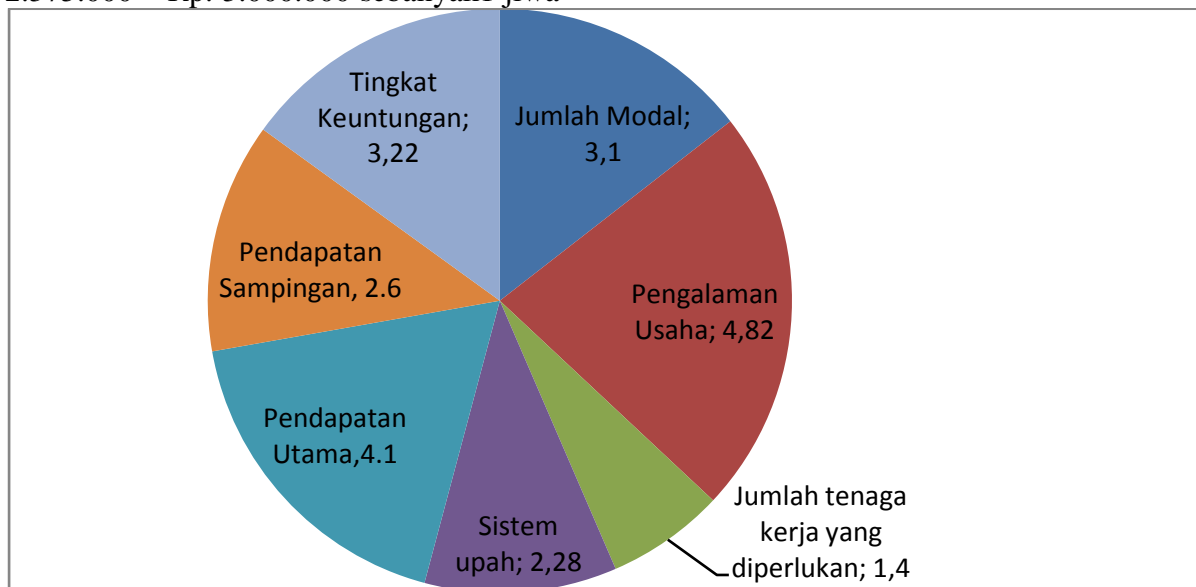 Tingkat
Keuntungan;
3,22
Jumlah Modal;
3,1
Pendapatan
Sampingan, 2.6
Pengalaman
Usaha; 4,82
Pendapatan
Utama,4.1
Sistem
upah; 2,28
Jumlah tenaga
kerja yang
diperlukan; 1,4